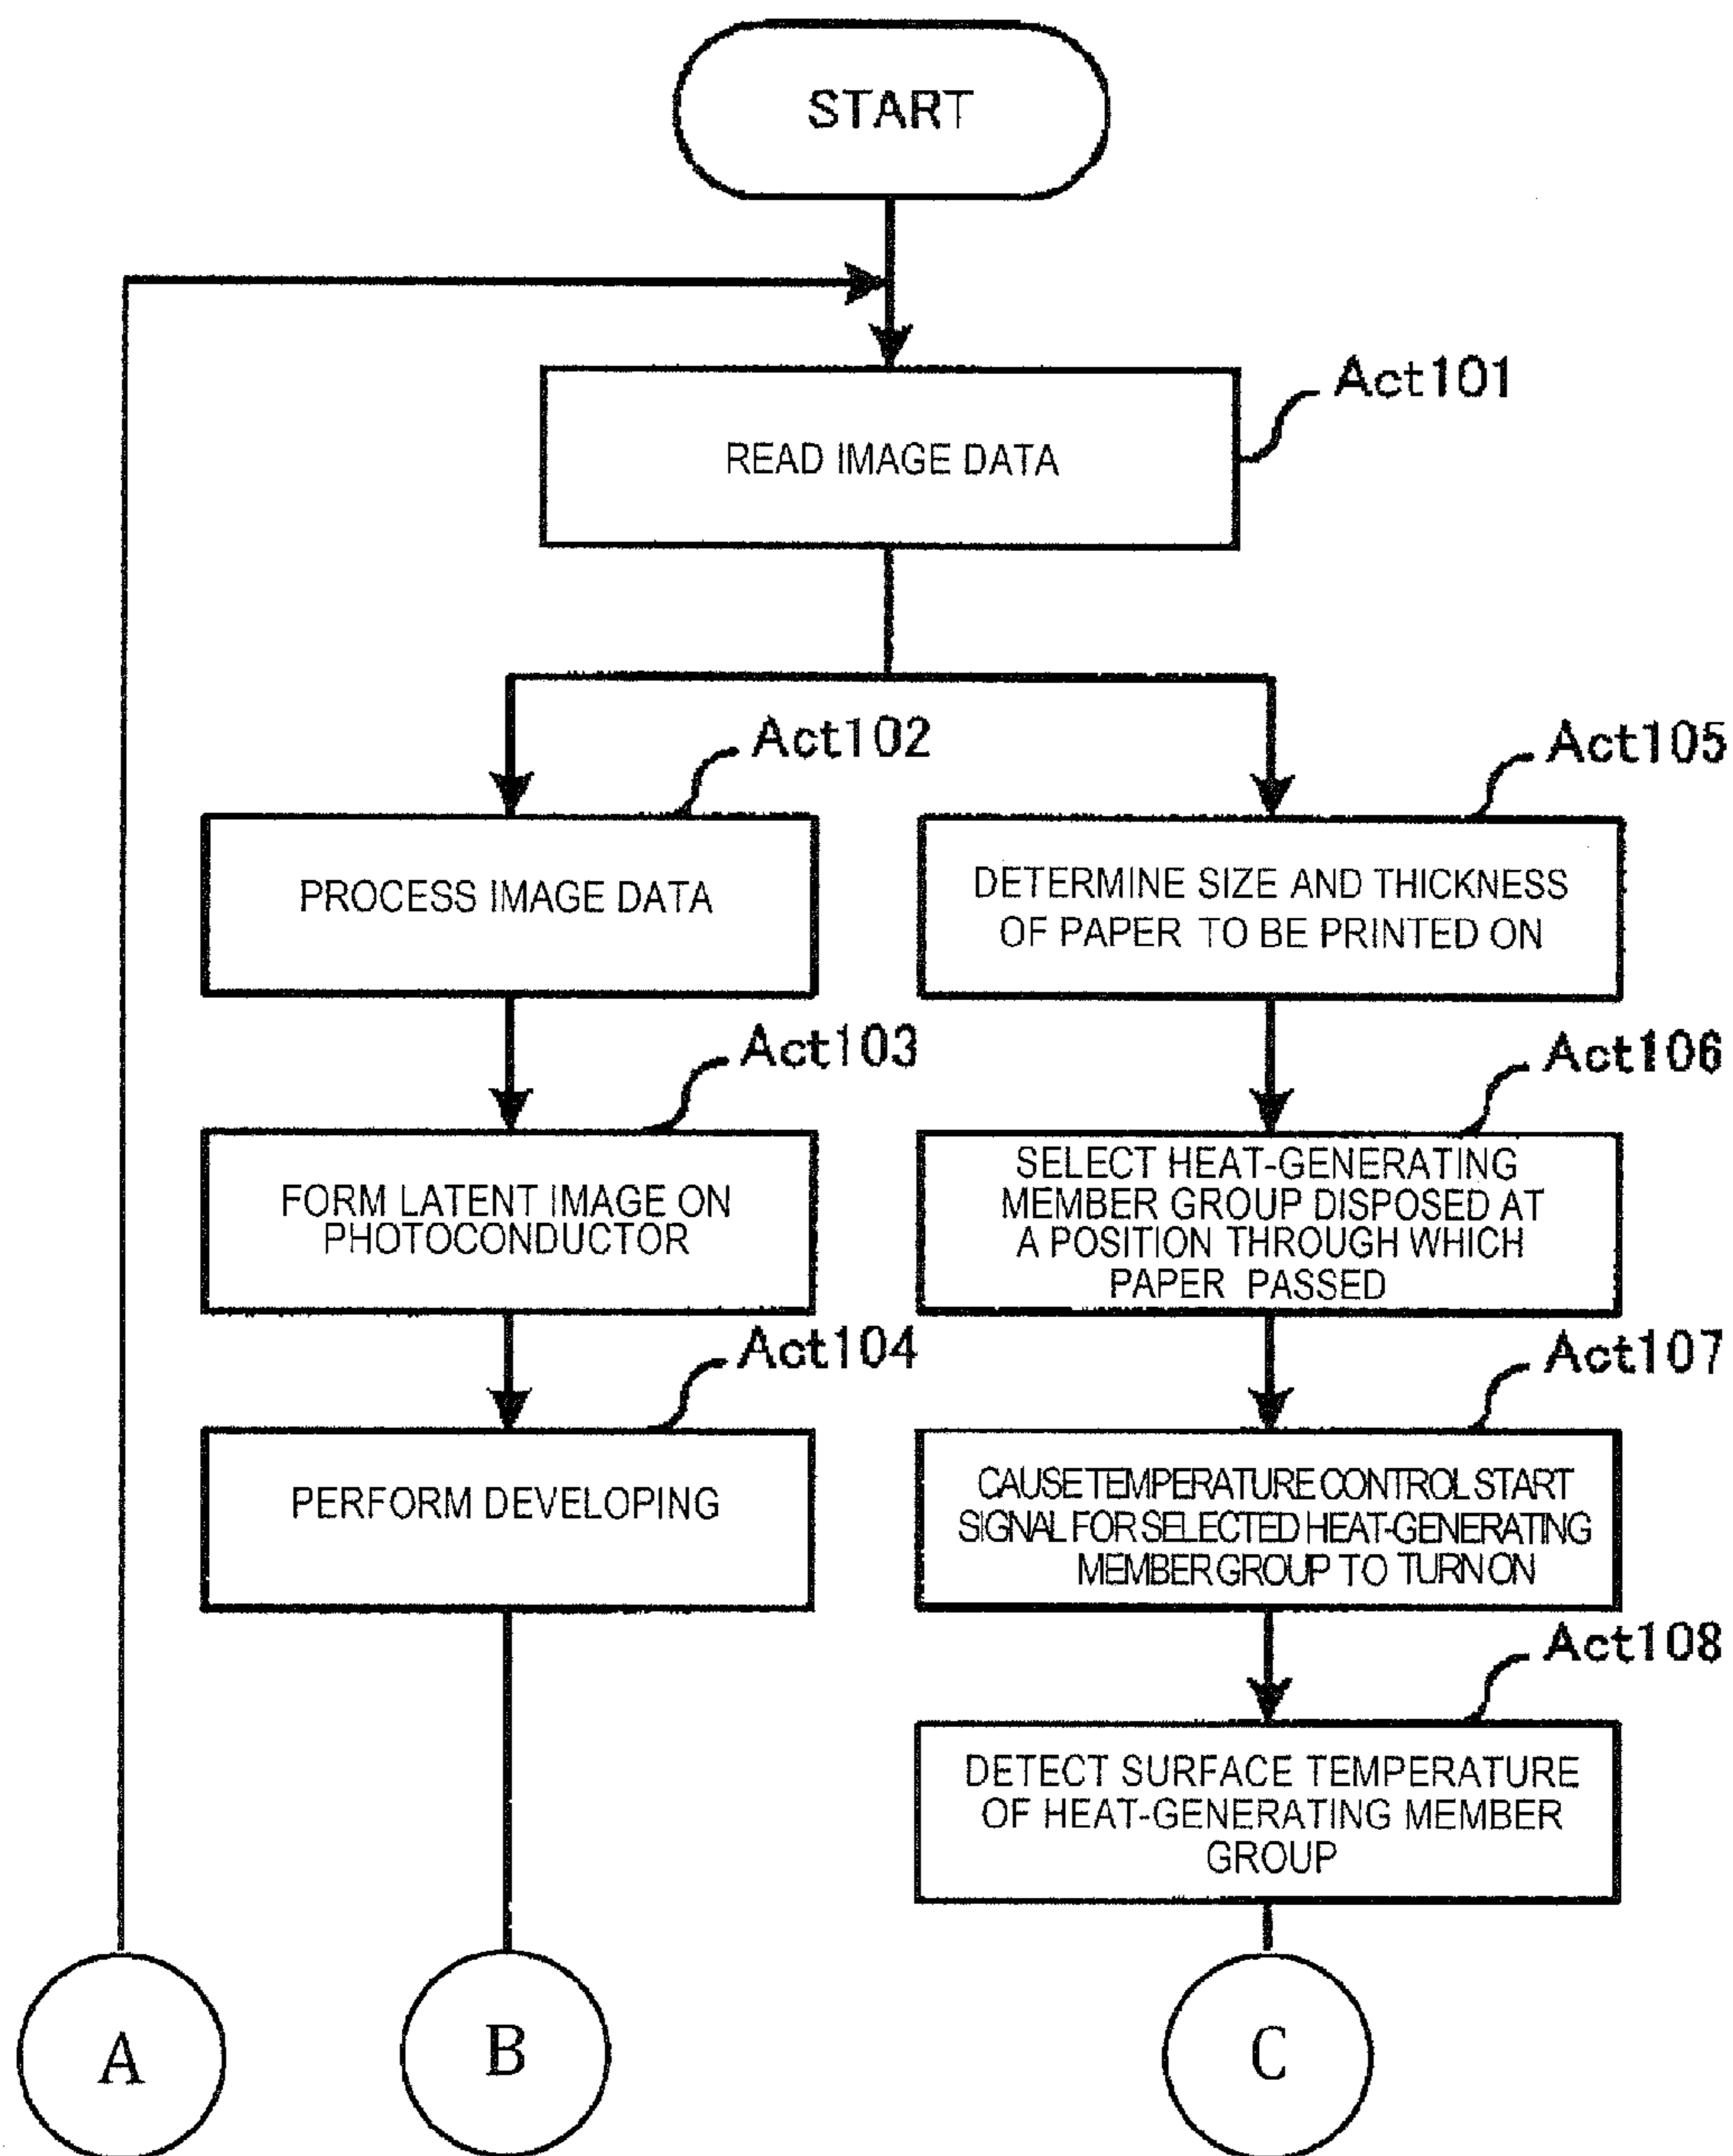 START
Act101
READ IMAGE DATA
Act102
PROCESS IMAGE DATA
Act103
FORM LATENT IMAGE ON
PHOTOCONDUCTOR
Act104
PERFORM DEVELOPING
Act105
DETERMINE SIZE AND THICKNESS
OF PAPER TO BE PRINTED ON
Act106
SELECT HEAT-GENERATING
MEMBER GROUP DISPOSED AT
A POSITION THROUGH WHICH
PAPER PASSED
Act107
CAUSE TEMPERATURE CONTROL START
SIGNAL FOR SELECTED HEAT-GENERATING
MEMBER GROUP TO TURN ON
Act108
DETECT SURFACE TEMPERATURE
OF HEAT-GENERATING MEMBER
GROUP
A
B
C